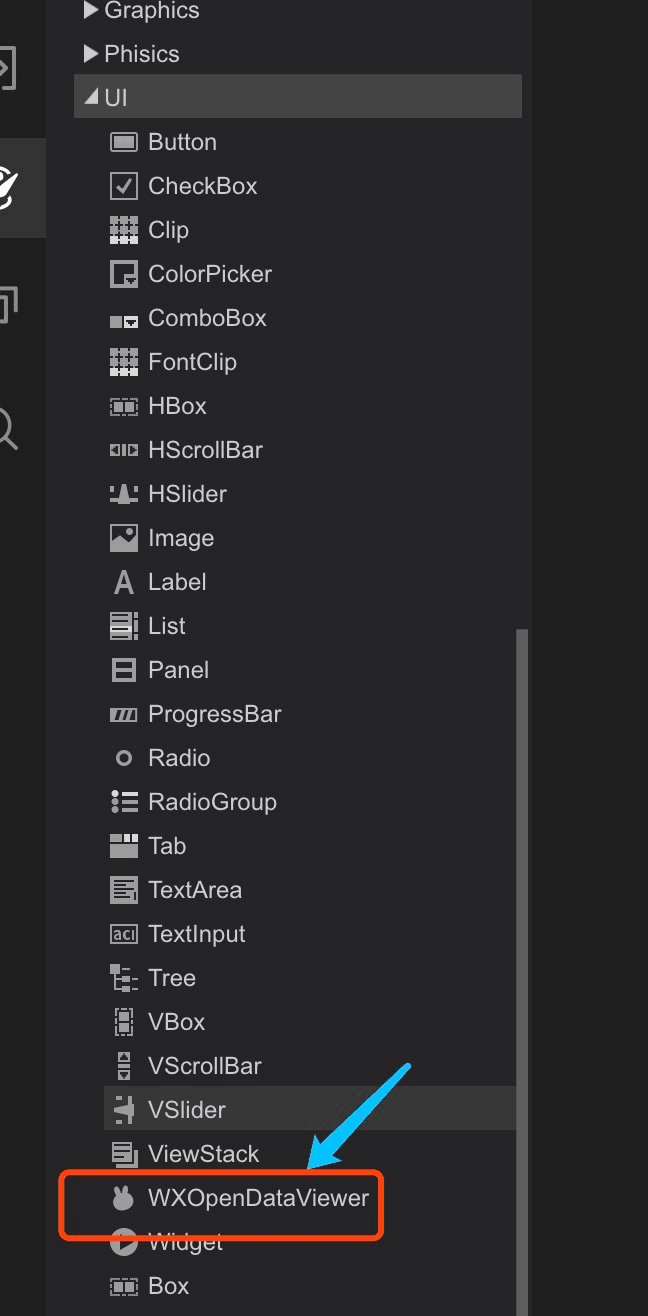 Graphics
Phisics
UI
Button
CheckBox
Clip
ColorPicker
ComboBox
FontClip
HBox
HScrollBar
HSlider
Image
Label
List
Panel
ProgressBar
Radio
RadioGroup
Tab
TextArea
TextInput
Tree
VBox
VScrollBar
VSlider
ViewStack
WXOpenDataViewer
Widget
Box